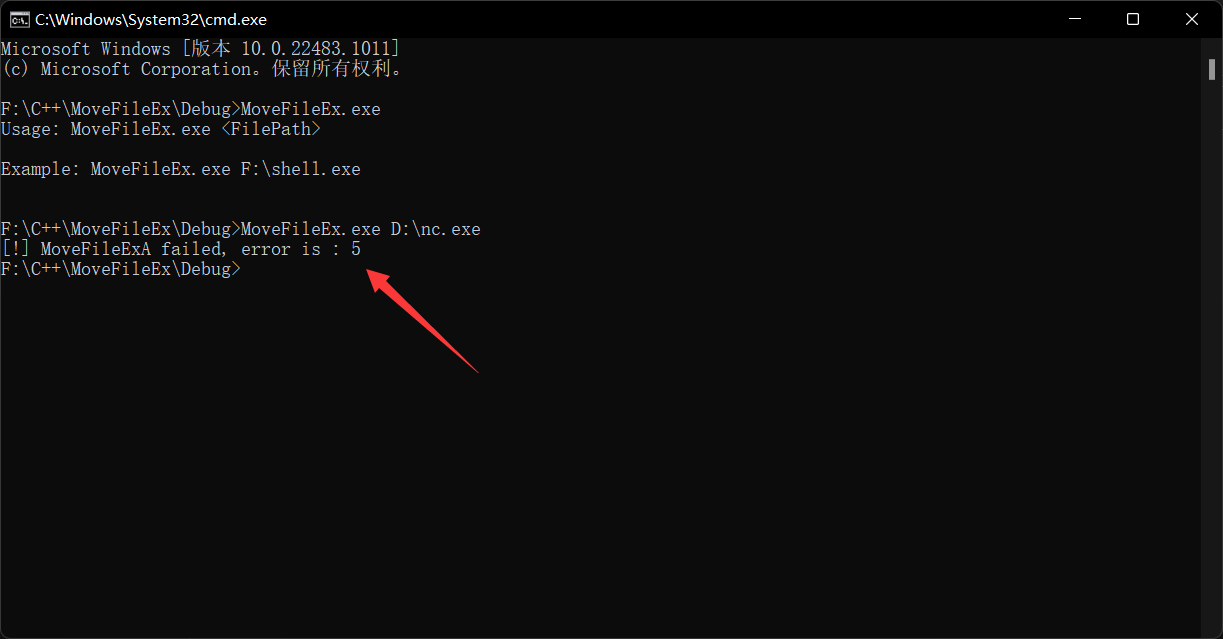 C:\Windows\System32\cmd.exe
Microsoft Windows [版本 10.0.22483.1011]
(c) Microsoft Corporation。保留所有权利。
F:\C++\MoveFileEx\Debug>MoveFileEx.exe
Usage: MoveFileEx.exe <FilePath>
Example: MoveFileEx.exe F:\shell.exe
F:\C++\MoveFileEx\Debug>MoveFileEx.exe D:\nc.exe
[!] MoveFileExA failed, error is : 5
F:\C++\MoveFileEx\Debug>